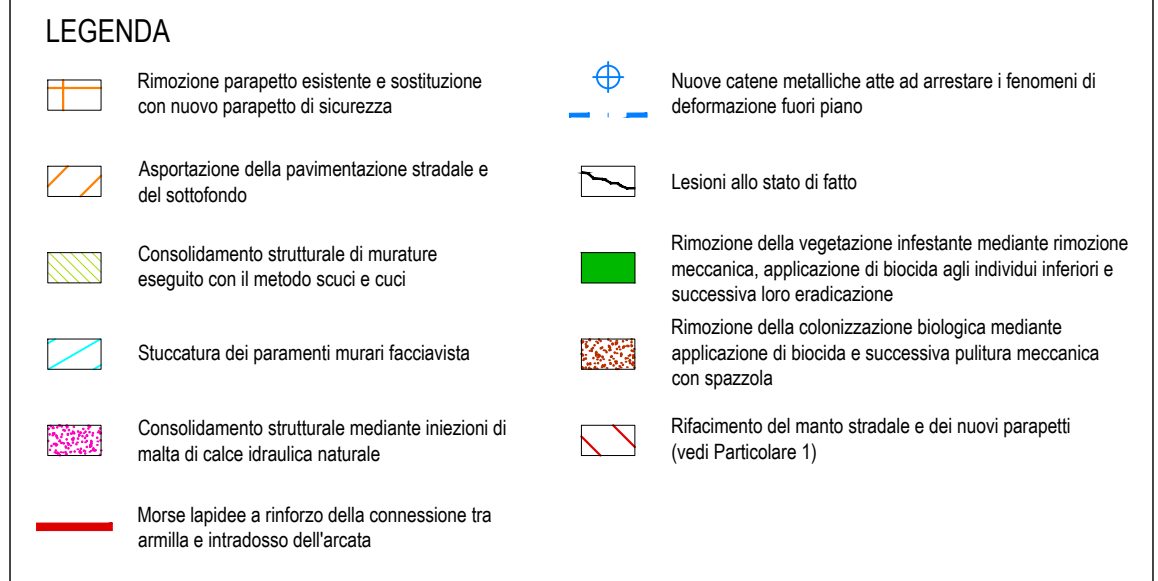 LEGENDA
Rimozione parapetto esistente e sostituzione
con nuovo parapetto di sicurezza
Asportazione della pavimentazione stradale e
del sottofondo
Consolidamento strutturale di murature
eseguito con il metodo scuci e cuci
Stuccatura dei paramenti murari facciavista
Consolidamento strutturale mediante iniezioni di
malta di calce idraulica naturale
Morse lapidee a rinforzo della connessione tra
armilla e intradosso dell'arcata
Nuove catene metalliche atte ad arrestare i fenomeni di
deformazione fuori piano
Lesioni allo stato di fatto
Rimozione della vegetazione infestante mediante rimozione
meccanica, applicazione di biocida agli individui inferiori e
successiva loro eradicazione
Rimozione della colonizzazione biologica mediante
applicazione di biocida e successiva pulitura meccanica
con spazzola
Rifacimento del manto stradale e dei nuovi parapetti
(vedi Particolare 1)